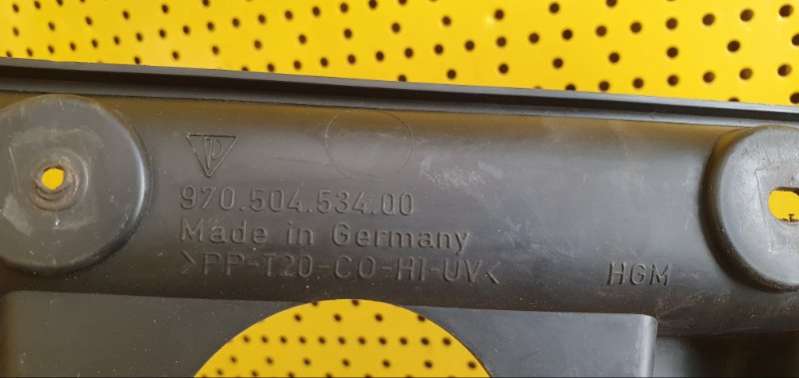 970.504.534.00
Made in Germany
>PP-T20-CO-HI-UV<
HGM